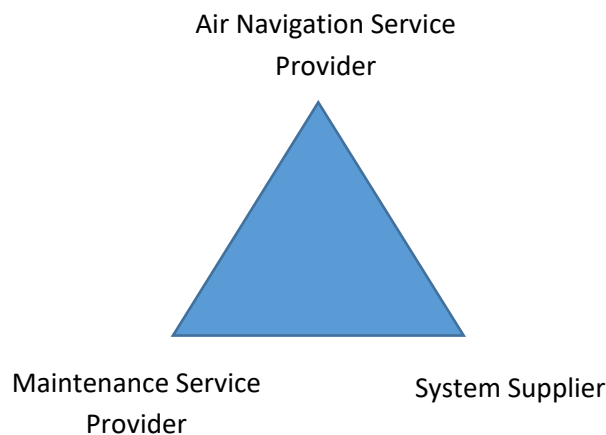 Air Navigation Service
Provider
Maintenance Service
Provider
System Supplier